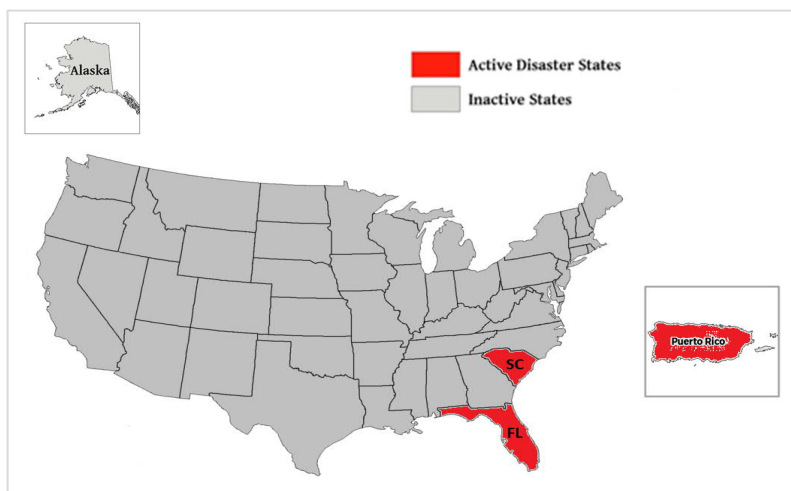 Alaska
Active Disaster States
Inactive States
Puerto Rico
SC
FL